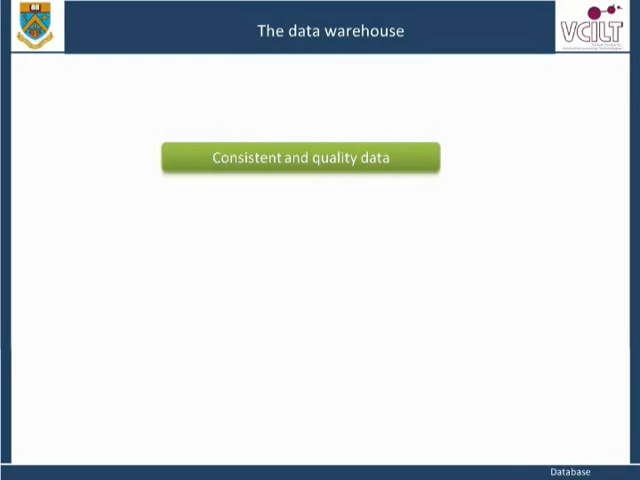 The data warehouse
VCILT
Consistent and quality data
Database